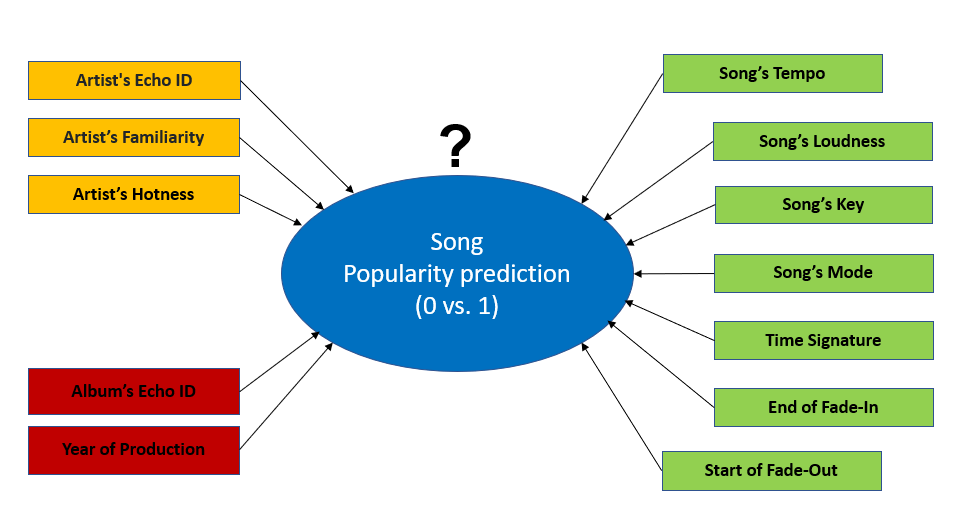 Artist's Echo ID
Artist’s Familiarity
Artist’s Hotness
?
Song
Popularity prediction
(0 vs. 1)
Album’s Echo ID
Year of Production
Song’s Tempo
Song’s Loudness
Song’s Key
Song’s Mode
Time Signature
End of Fade-In
Start of Fade-Out